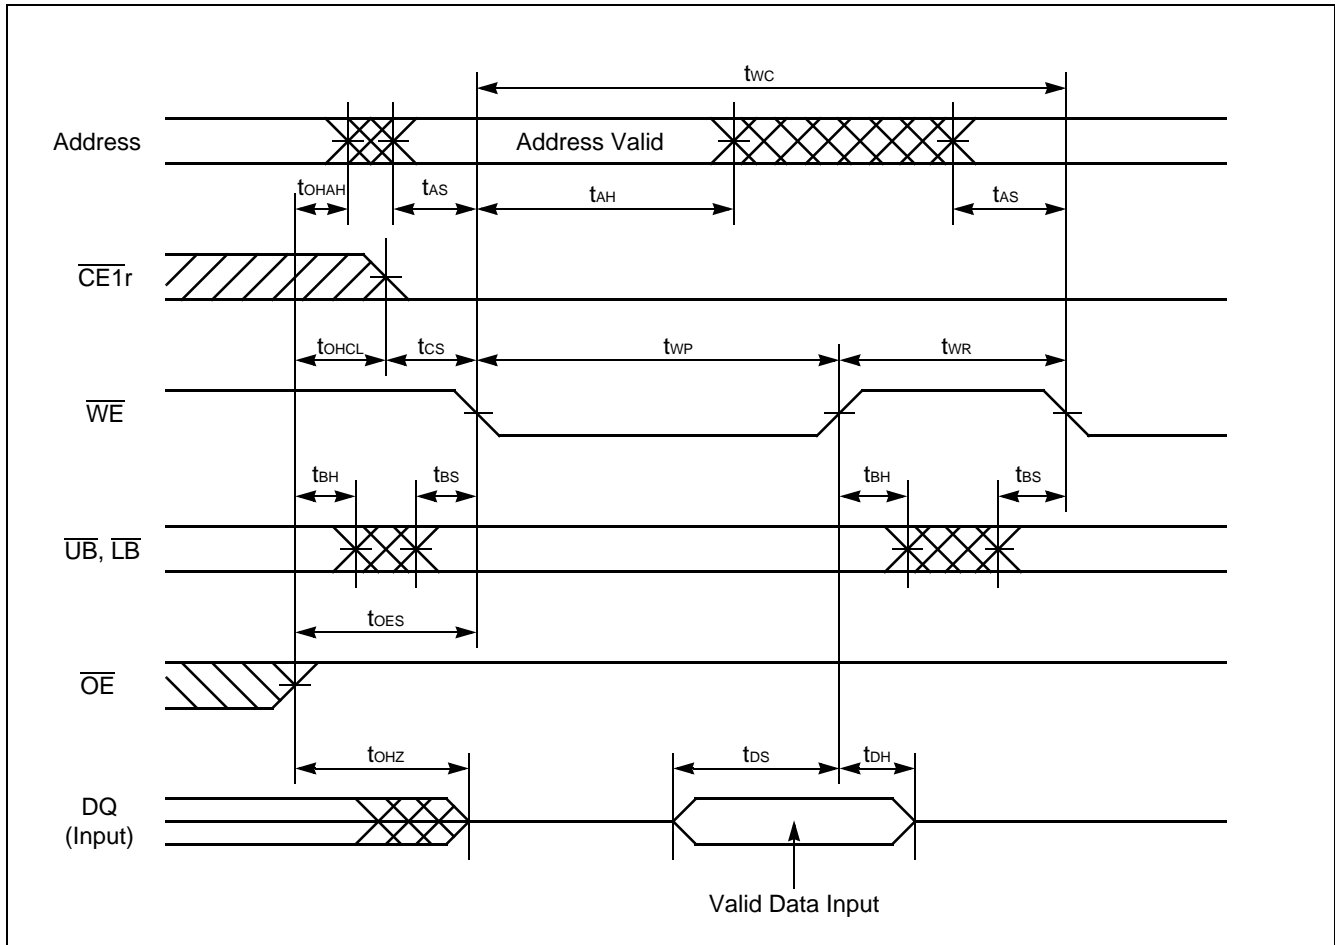 tWC
Address
Address Valid
tOHAH
tAS
tAH
tAS
CE1r
tOHCL
tCS
tWP
tWR
WE
tBH
tBS
tBH
tBS
UB, LB
tOES
OE
tOHZ
tDS
tDH
DQ
(Input)
Valid Data Input